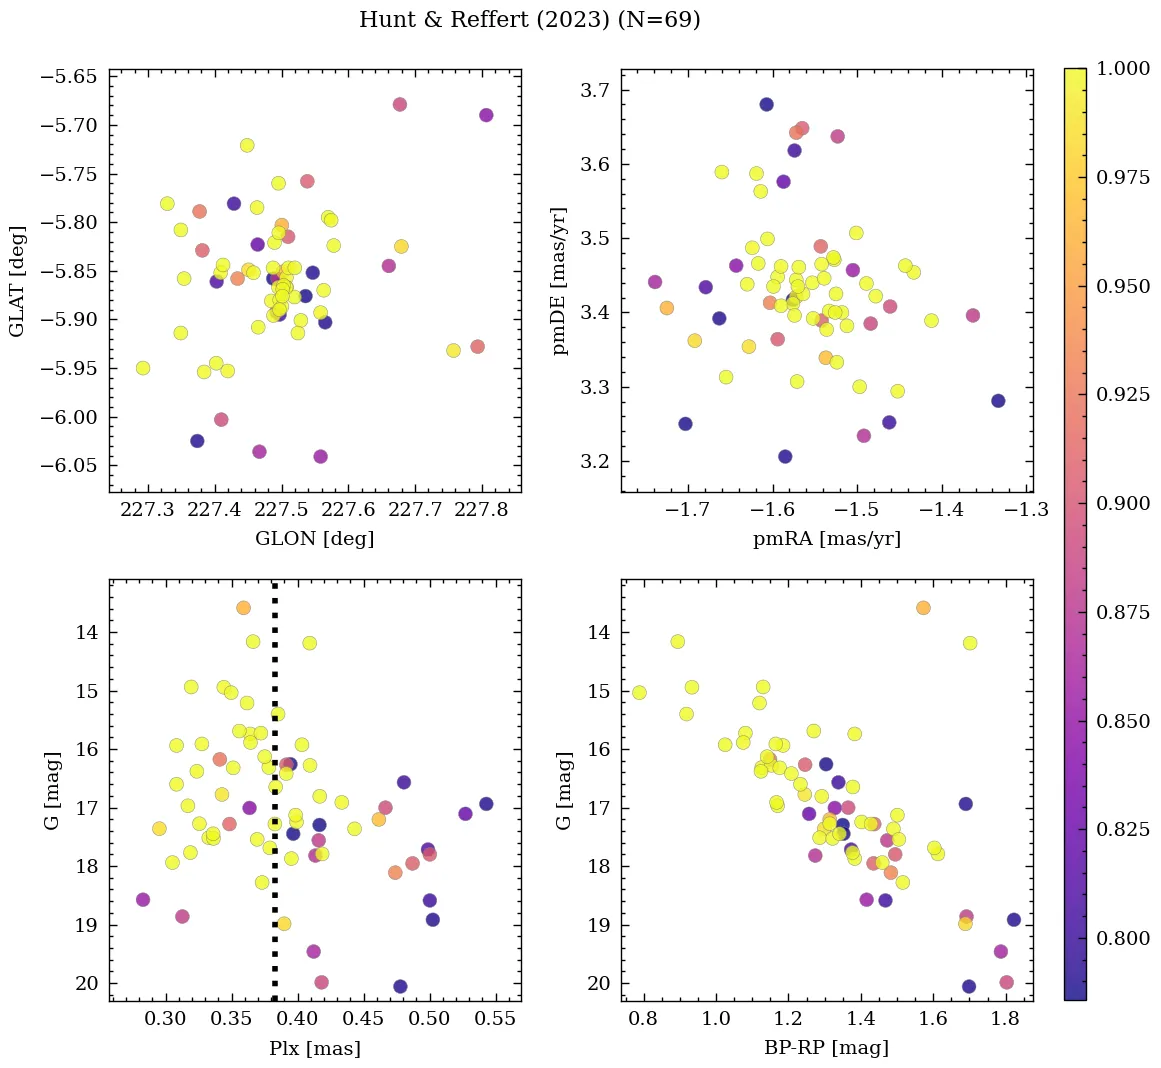 Hunt & Reffert (2023) (N=69)
−5.65
−5.70
−5.75
−5.80
−5.85
−5.90
−5.95
−6.00
−6.05
GLAT [deg]
227.3 227.4 227.5 227.6 227.7 227.8
GLON [deg]
3.7
3.6
3.5
3.4
3.3
3.2
pmDE [mas/yr]
−1.7 −1.6 −1.5 −1.4 −1.3
pmRA [mas/yr]
14
15
16
17
18
19
20
G [mag]
0.30 0.35 0.40 0.45 0.50 0.55
Plx [mas]
14
15
16
17
18
19
20
G [mag]
0.8 1.0 1.2 1.4 1.6 1.8
BP-RP [mag]
1.000
0.975
0.950
0.925
0.900
0.875
0.850
0.825
0.800